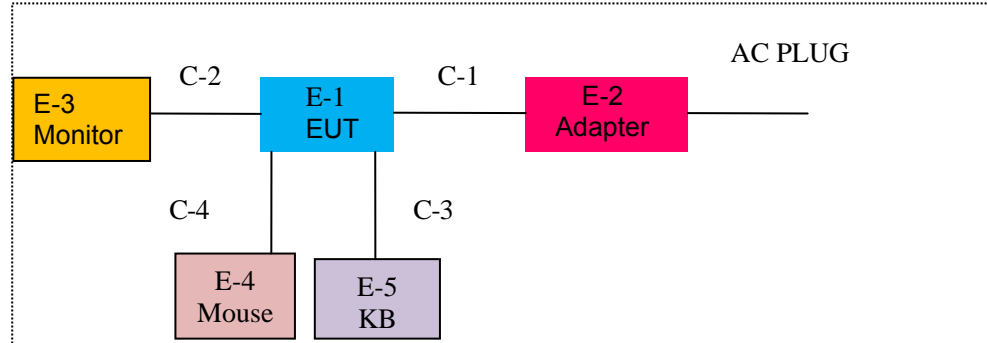 AC PLUG
C-2
C-1
E-3
Monitor
E-1
EUT
E-2
Adapter
C-4
C-3
E-4
Mouse
E-5
KB